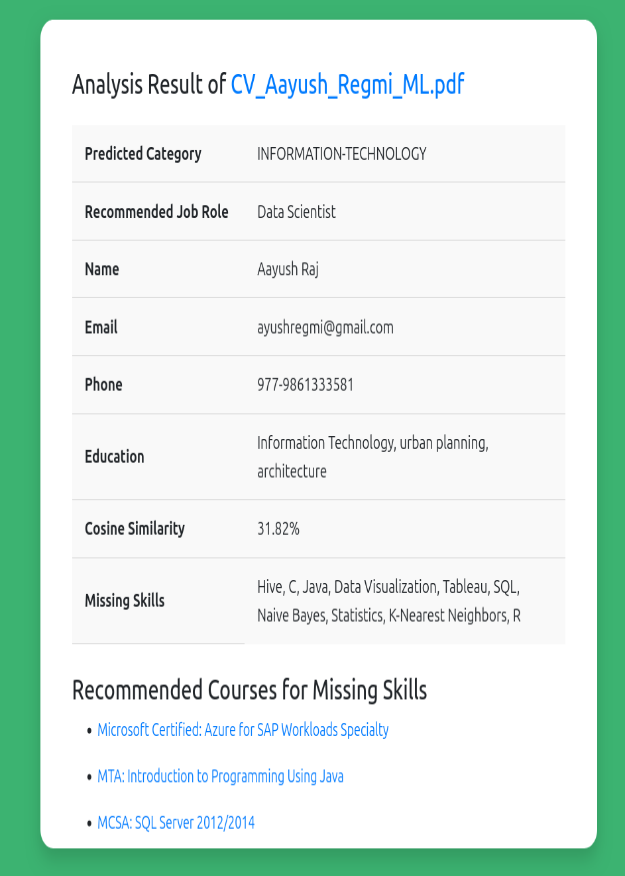 Analysis Result of CV_Aayush_Regmi_ML.pdf
Predicted Category INFORMATION-TECHNOLOGY
Recommended Job Role Data Scientist
Name Aayush Raj
Email ayushregmi@gmail.com
Phone 977-9861333581
Education Information Technology, urban planning,
architecture
Cosine Similarity 31.82%
Missing Skills Hive, C, Java, Data Visualization, Tableau, SQL,
Naive Bayes, Statistics, K-Nearest Neighbors, R
Recommended Courses for Missing Skills
• Microsoft Certified: Azure for SAP Workloads Specialty
• MTA: Introduction to Programming Using Java
• MCSA: SQL Server 2012/2014